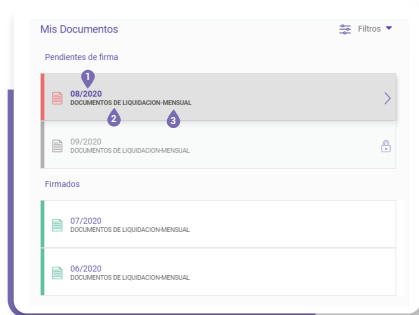 Mis Documentos
Filtros
Pendientes de firma
1
08/2020
DOCUMENTOS DE LIQUIDACION-MENSUAL
2 3
09/2020
DOCUMENTOS DE LIQUIDACION-MENSUAL
Firmados
07/2020
DOCUMENTOS DE LIQUIDACION-MENSUAL
06/2020
DOCUMENTOS DE LIQUIDACION-MENSUAL